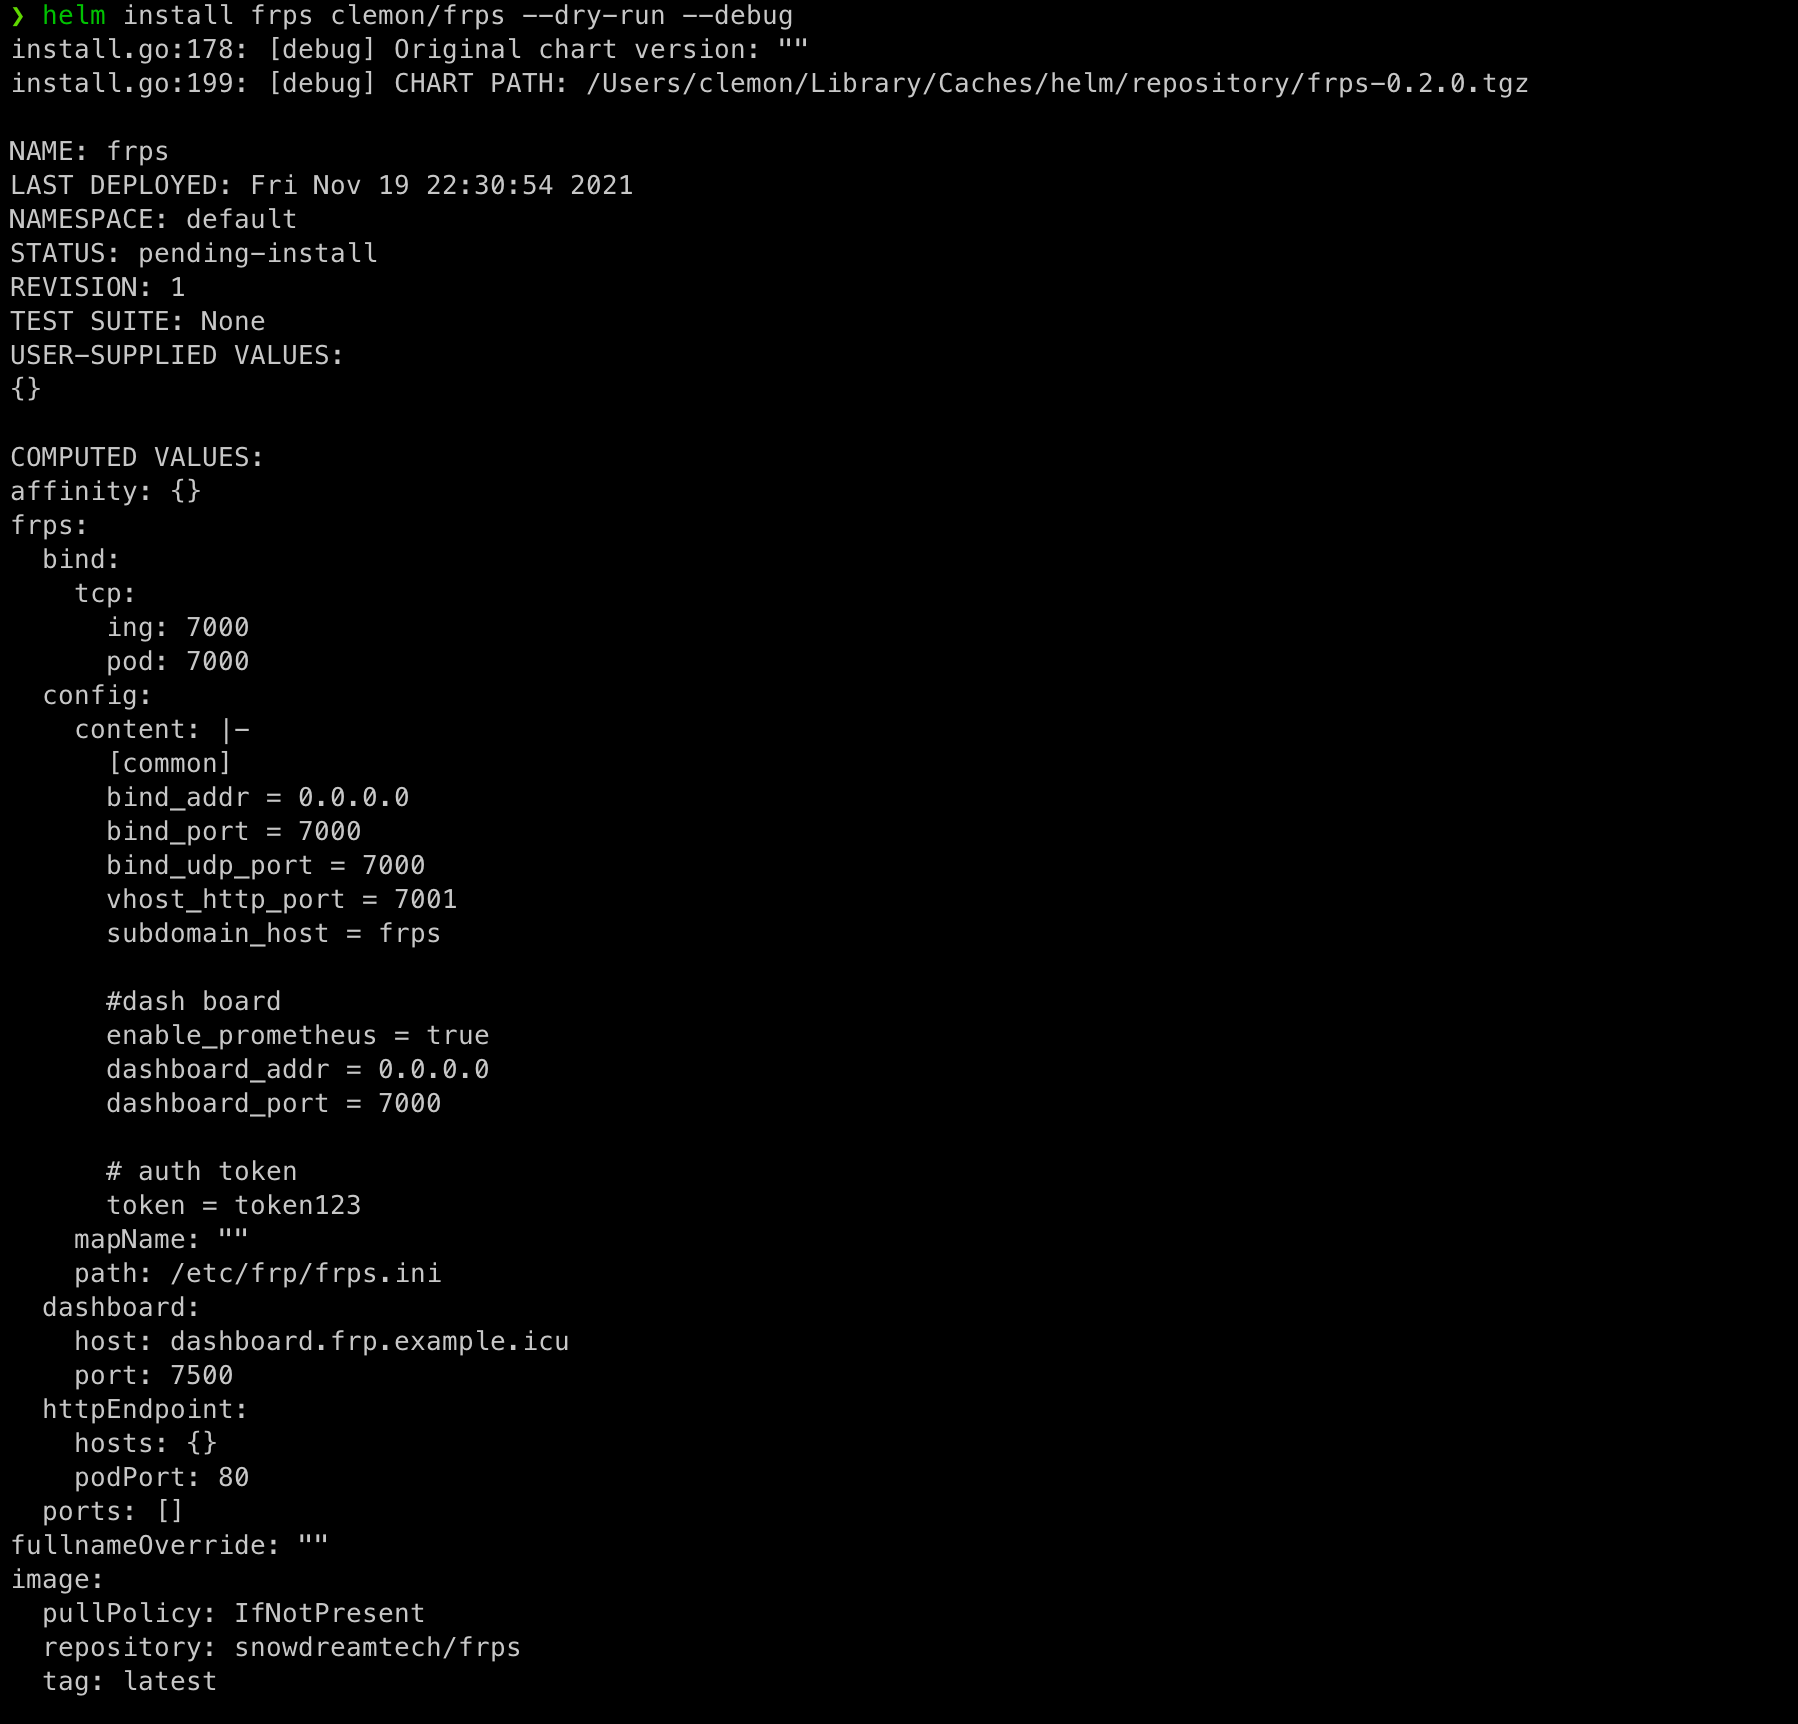 ❯ helm install frps clemon/frps --dry-run --debug
install.go:178: [debug] Original chart version: ""
install.go:199: [debug] CHART PATH: /Users/clemon/Library/Caches/helm/repository/frps-0.2.0.tgz

NAME: frps
LAST DEPLOYED: Fri Nov 19 22:30:54 2021
NAMESPACE: default
STATUS: pending-install
REVISION: 1
TEST SUITE: None
USER-SUPPLIED VALUES:
{}

COMPUTED VALUES:
affinity: {}
frps:
  bind:
    tcp:
      ing: 7000
      pod: 7000
  config:
    content: |-
      [common]
      bind_addr = 0.0.0.0
      bind_port = 7000
      bind_udp_port = 7000
      vhost_http_port = 7001
      subdomain_host = frps

      #dash board
      enable_prometheus = true
      dashboard_addr = 0.0.0.0
      dashboard_port = 7000

      # auth token
      token = token123
    mapName: ""
    path: /etc/frp/frps.ini
  dashboard:
    host: dashboard.frp.example.icu
    port: 7500
  httpEndpoint:
    hosts: {}
    podPort: 80
  ports: []
fullnameOverride: ""
image:
  pullPolicy: IfNotPresent
  repository: snowdreamtech/frps
  tag: latest